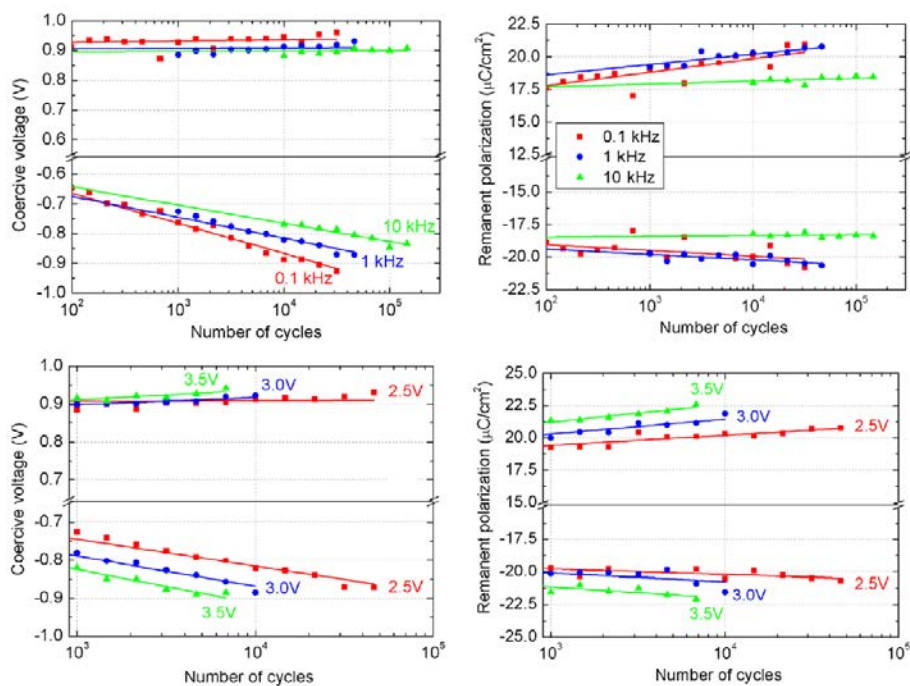 Coercive voltage (V)
1.0
0.9
0.8
0.7
0.6
0.5
-0.6
-0.7
-0.8
-0.9
-1.0
10 kHz
1 kHz
0.1 kHz
10² 10³ 10⁴ 10⁵
Number of cycles
Remanent polarization (μC/cm²)
22.5
20.0
17.5
15.0
12.5
-15.0
-17.5
-20.0
-22.5
0.1 kHz
1 kHz
10 kHz
10² 10³ 10⁴ 10⁵
Number of cycles
Coercive voltage (V)
1.0
0.9
0.8
0.7
-0.7
-0.8
-0.9
-1.0
3.5V
3.0V
2.5V
2.5V
3.0V
3.5V
10³ 10⁴ 10⁵
Number of cycles
Remanent polarization (μC/cm²)
25.0
22.5
20.0
17.5
15.0
-17.5
-20.0
-22.5
-25.0
3.5V
3.0V
2.5V
2.5V
3.0V
3.5V
10³ 10⁴ 10⁵
Number of cycles